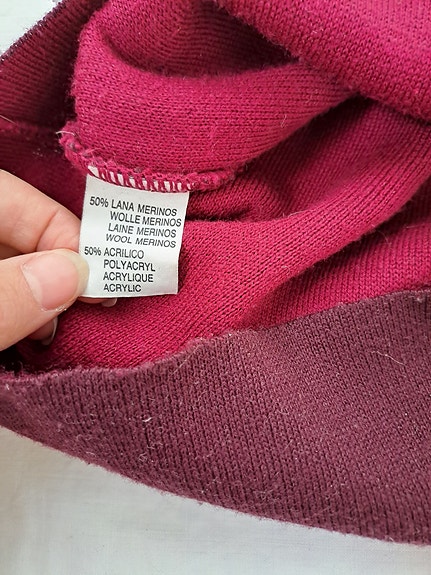 50% LANA MERINOS
WOLLE MERINOS
LAINE MERINOS
WOOL MERINOS
50% ACRILICO
POLYACRYL
ACRYLIQUE
ACRYLIC